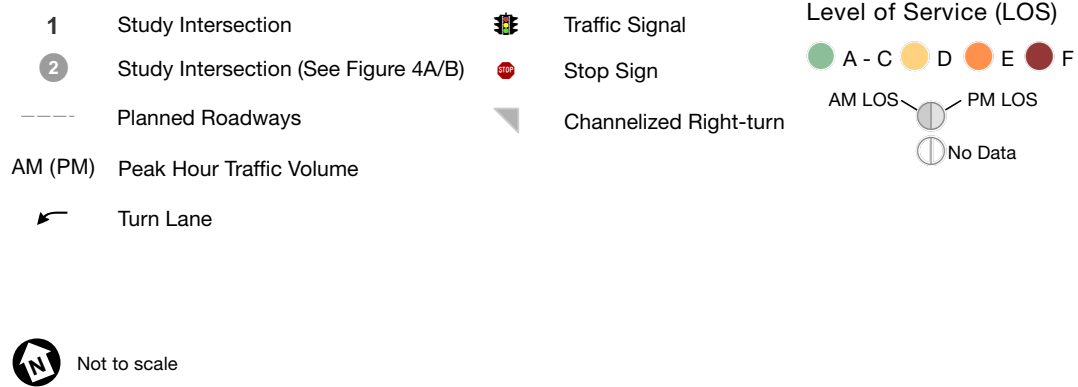 1 Study Intersection
2 Study Intersection (See Figure 4A/B)
Planned Roadways
AM (PM) Peak Hour Traffic Volume
Turn Lane
Traffic Signal
STOP Stop Sign
Channelized Right-turn
Level of Service (LOS)
A - C D E F
AM LOS PM LOS
No Data
N Not to scale